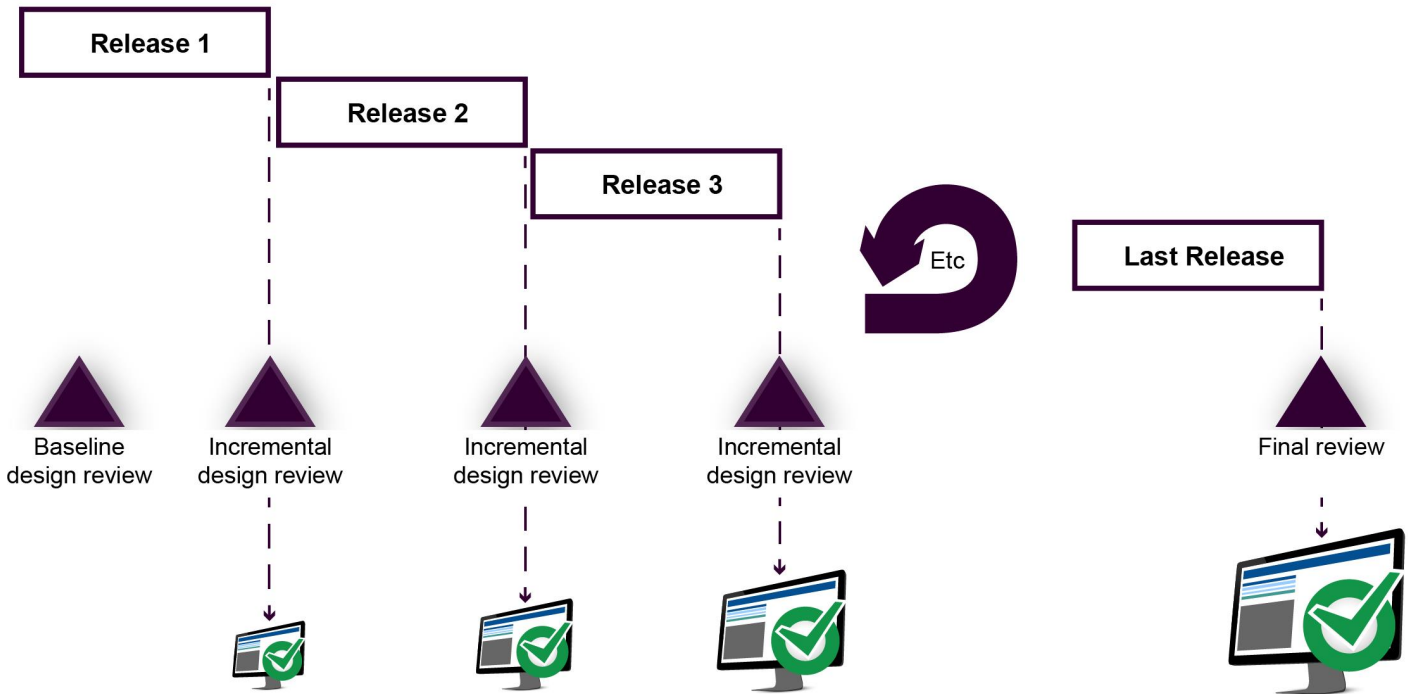 Release 1
Release 2
Release 3
Etc
Last Release
Baseline
design review
Incremental
design review
Incremental
design review
Incremental
design review
Final review